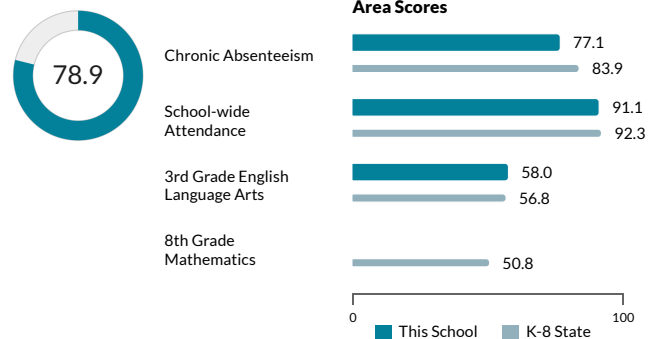 Area Scores
78.9
Chronic Absenteeism
77.1
83.9
School-wide
Attendance
91.1
92.3
3rd Grade English
Language Arts
58.0
56.8
8th Grade
Mathematics
50.8
0
100
This School
K-8 State